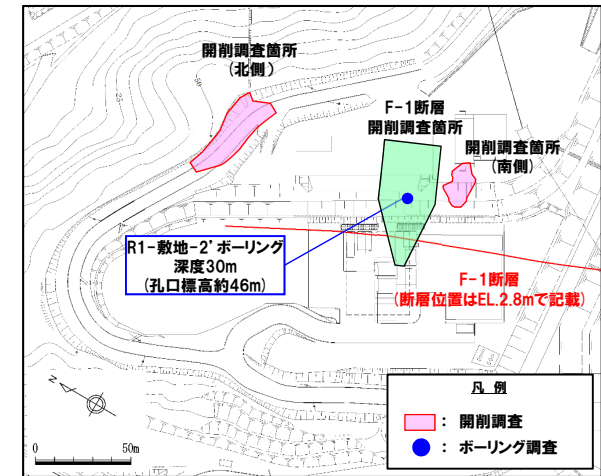 開削調査箇所
(北側)
F-1断層
開削調査箇所
開削調査箇所
(南側)
R1-敷地-2'ボーリング
深度30m
(孔口標高約46m)
F-1断層
(断層位置はEL.2.8mで記載)
N
0 50m
凡 例
： 開削調査
： ボーリング調査
50
25